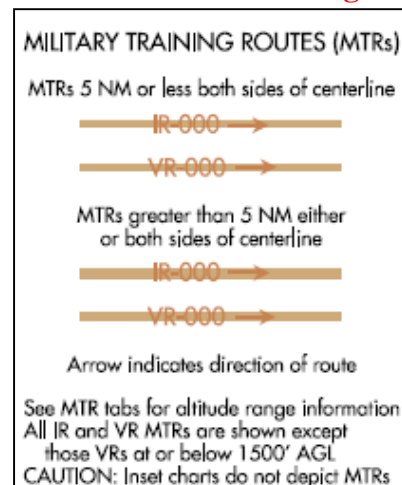 MILITARY TRAINING ROUTES (MTRs)
MTRs 5 NM or less both sides of centerline
IR-000
VR-000
MTRs greater than 5 NM either
or both sides of centerline
IR-000
VR-000
Arrow indicates direction of route
See MTR tabs for altitude range information
All IR and VR MTRs are shown except
those VRs at or below 1500' AGL
CAUTION: Inset charts do not depict MTRs